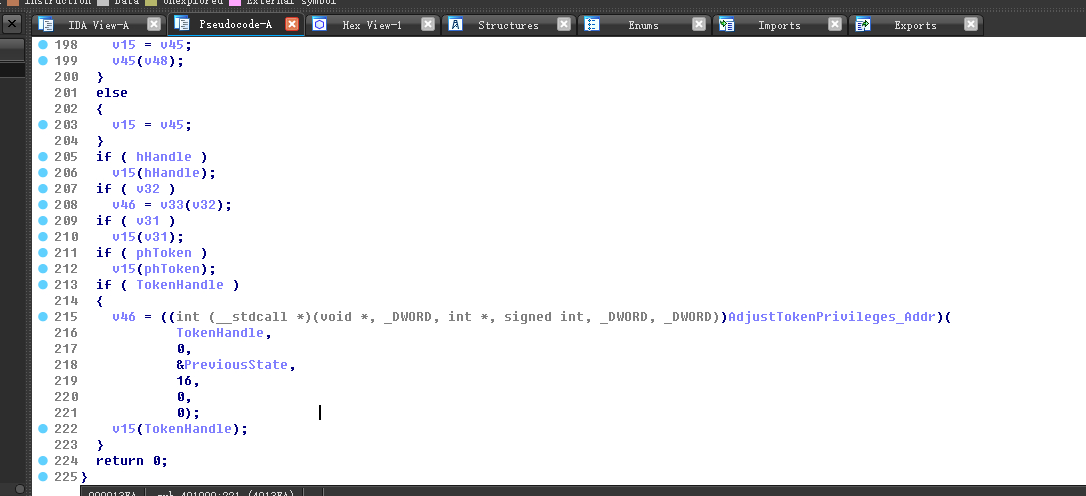 Instruction Data Unexplored External symbol
IDA View-A Pseudocode-A Hex View-1 Structures Enums Imports Exports
198 v15 = v45;
199 v45(v48);
200 }
201 else
202 {
203 v15 = v45;
204 }
205 if ( hHandle )
206 v15(hHandle);
207 if ( v32 )
208 v46 = v33(v32);
209 if ( v31 )
210 v15(v31);
211 if ( phToken )
212 v15(phToken);
213 if ( TokenHandle )
214 {
215 v46 = ((int (__stdcall *)(void *, _DWORD, int *, signed int, _DWORD, _DWORD))AdjustTokenPrivileges_Addr)(
216 TokenHandle,
217 0,
218 &PreviousState,
219 16,
220 0,
221 0);
222 v15(TokenHandle);
223 }
224 return 0;
225 }